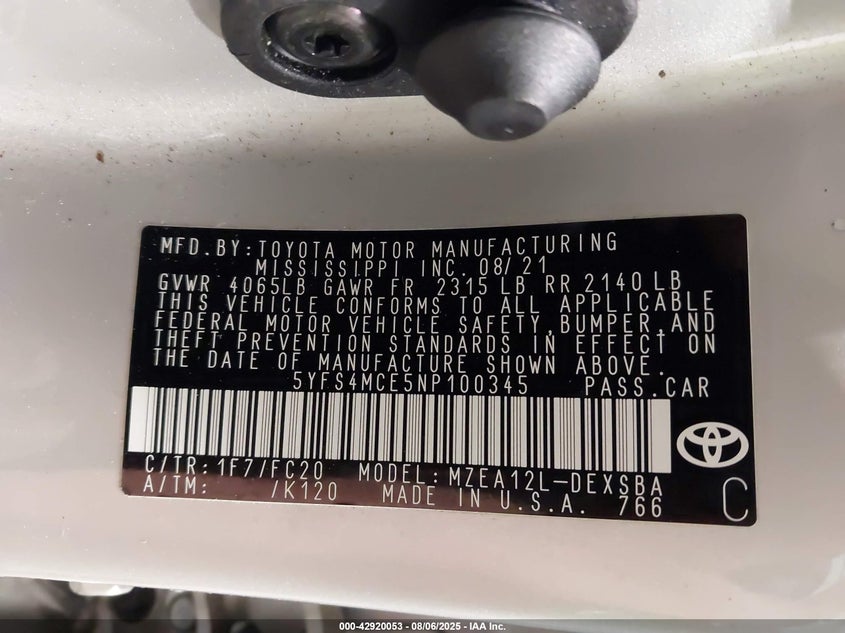 MFD.BY:TOYOTA MOTOR MANUFACTURING
MISSISSIPPI INC. 08/21
GVWR 4065LB GAWR FR 2315 LB RR 2140 LB
THIS VEHICLE CONFORMS TO ALL APPLICABLE
FEDERAL MOTOR VEHICLE SAFETY,BUMPER,AND
THEFT PREVENTION STANDARDS IN EFFECT ON
THE DATE OF MANUFACTURE SHOWN ABOVE.
5YFS4MCE5NP100345 PASS.CAR
C/TR:1F7/FC20 MODEL:MZEA12L-DEXSBA
A/TM: /K120 MADE IN U.S.A. 766
C
000-42920053 - 08/06/2025 - IAA Inc.